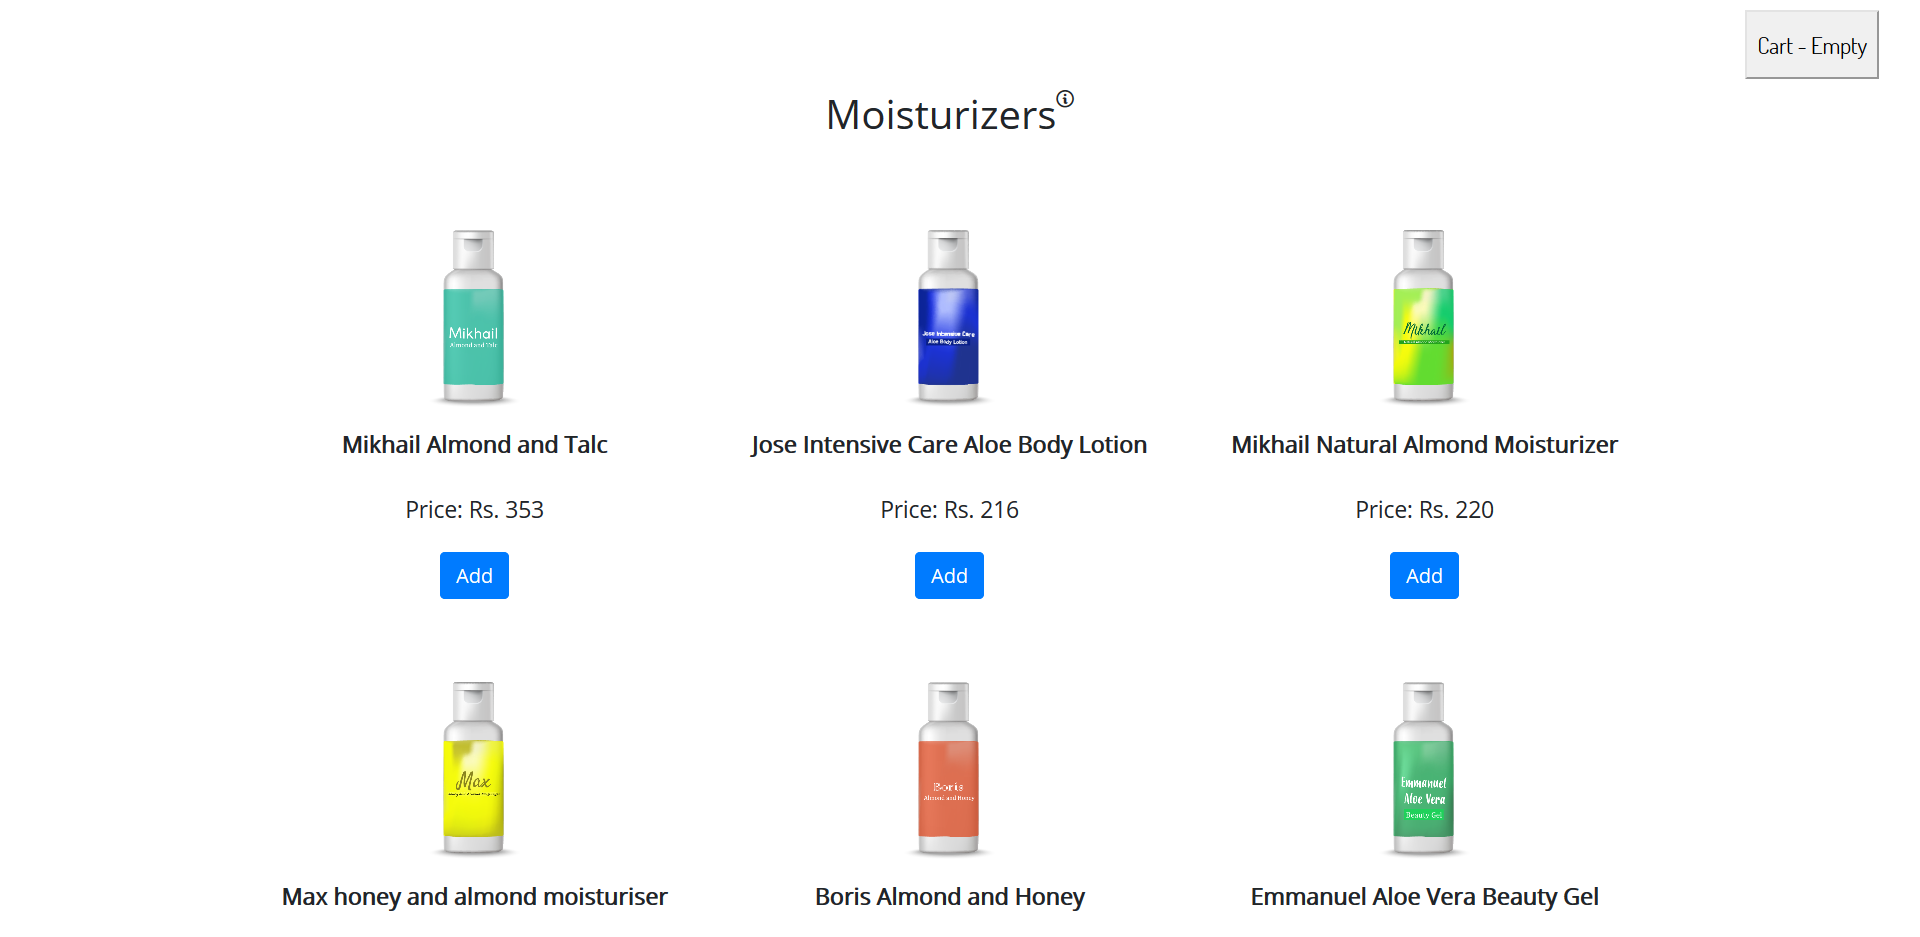 Cart - Empty
Moisturizers
Mikhail
Almond and Talc
Jose Intensive Care
Aloe Body Lotion
Mikhail
Mikhail Almond and Talc
Jose Intensive Care Aloe Body Lotion
Mikhail Natural Almond Moisturizer
Price: Rs. 353
Price: Rs. 216
Price: Rs. 220
Add
Add
Add
Max
Boris
Almond and Honey
Emmanuel
Aloe Vera
Beauty Gel
Max honey and almond moisturiser
Boris Almond and Honey
Emmanuel Aloe Vera Beauty Gel